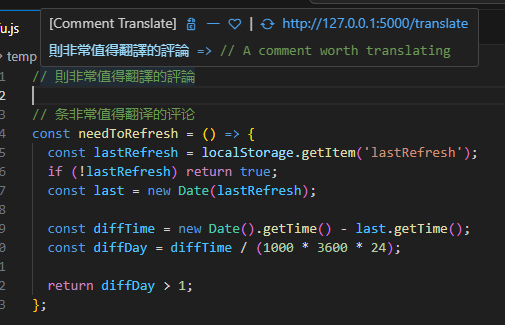 [Comment Translate] http://127.0.0.1:5000/translate
則非常值得翻譯的評論 => // A comment worth translating
u.js
temp
1 // 則非常值得翻譯的評論
2
3 // 条非常值得翻译的评论
4 const needToRefresh = () => {
5 const lastRefresh = localStorage.getItem('lastRefresh');
6 if (!lastRefresh) return true;
7 const last = new Date(lastRefresh);
8
9 const diffTime = new Date().getTime() - last.getTime();
0 const diffDay = diffTime / (1000 * 3600 * 24);
1
2 return diffDay > 1;
3 };